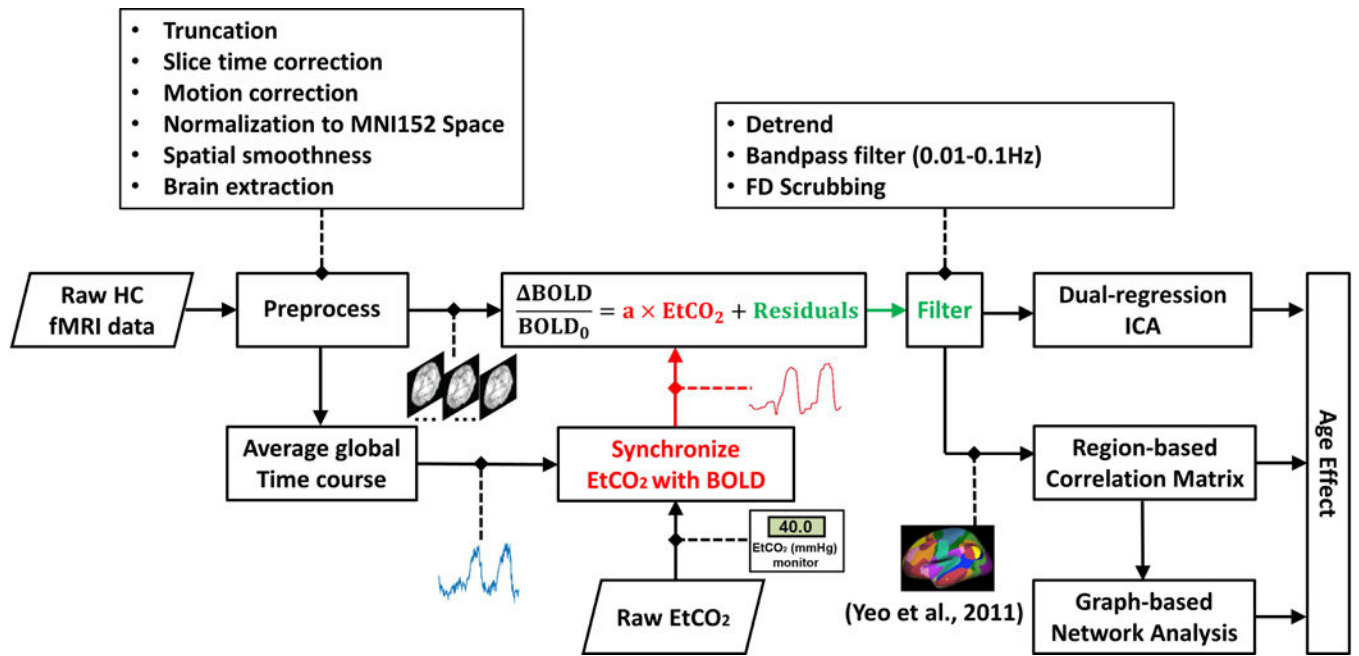 • Truncation
• Slice time correction
• Motion correction
• Normalization to MNI152 Space
• Spatial smoothness
• Brain extraction
• Detrend
• Bandpass filter (0.01-0.1Hz)
• FD Scrubbing
Raw HC
fMRI data
Preprocess
ΔBOLD
BOLD₀
= a × EtCO₂ + Residuals
Filter
Dual-regression
ICA
Average global
Time course
Synchronize
EtCO₂ with BOLD
Region-based
Correlation Matrix
Age Effect
40.0
EtCO₂ (mmHg)
monitor
Raw EtCO₂
(Yeo et al., 2011)
Graph-based
Network Analysis